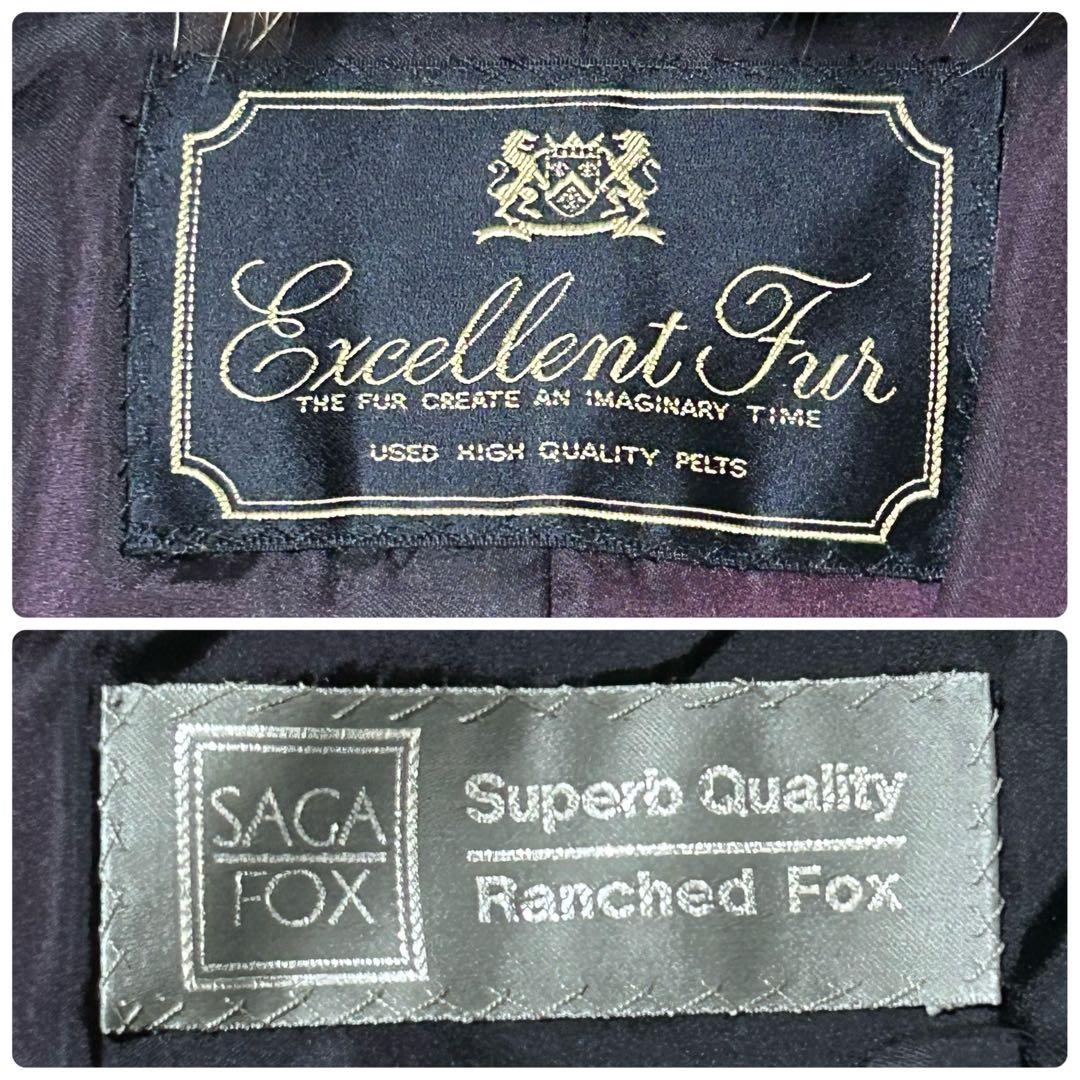 Excellent Fur
THE FUR CREATE AN IMAGINARY TIME
USED HIGH QUALITY PELTS
SAGA
FOX
Superb Quality
Ranched Fox